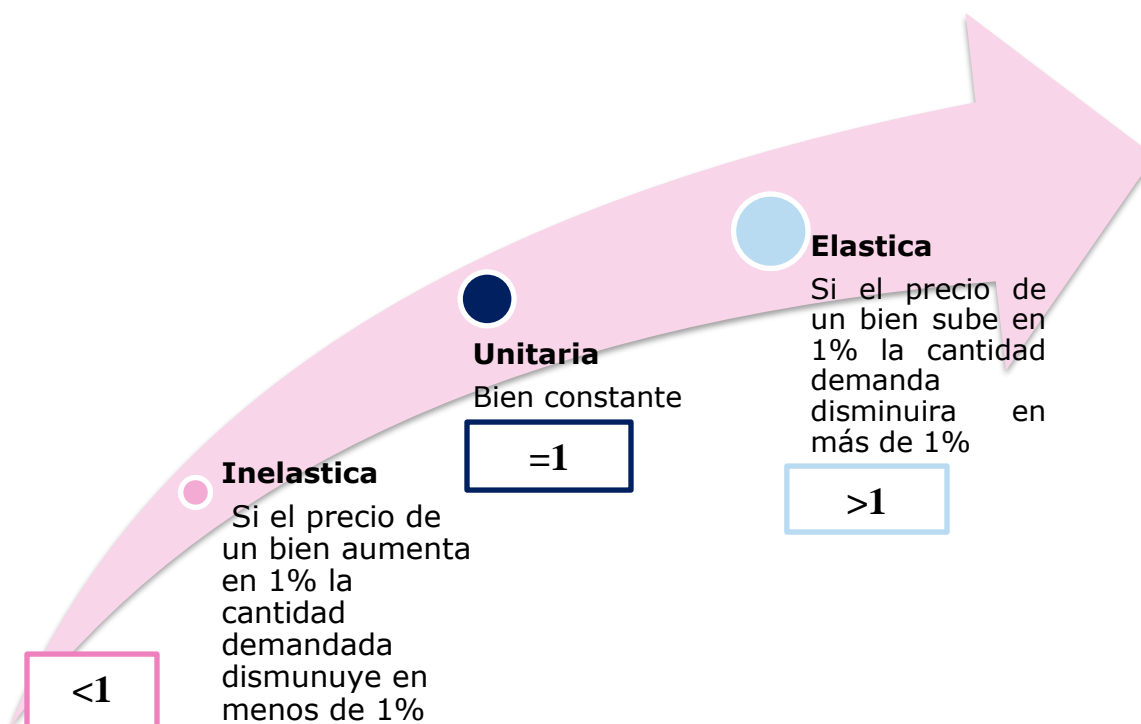 Inelastica
Si el precio de
un bien aumenta
en 1% la
cantidad
demandada
dismunuye en
menos de 1%
<1
Unitaria
Bien constante
=1
Elastica
Si el precio de
un bien sube en
1% la cantidad
demanda
disminuira en
más de 1%
>1